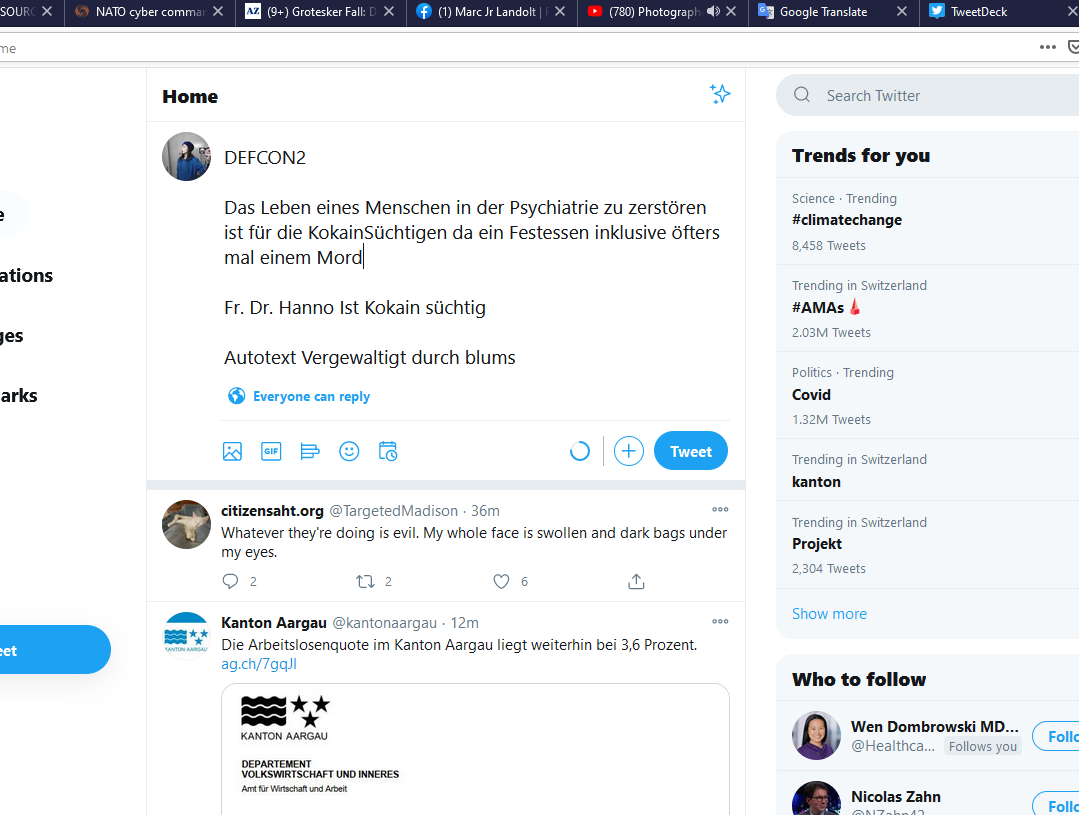 SOURC
NATO cyber commar
AZ
(9+) Grotesker Fall: D
(1) Marc Jr Landolt |
(780) Photograph
Google Translate
TweetDeck
me
Home
Search Twitter
DEFCON2
Das Leben eines Menschen in der Psychiatrie zu zerstören
ist für die KokainSüchtigen da ein Festessen inklusive öfters
mal einem Mord
Fr. Dr. Hanno Ist Kokain süchtig
Autotext Vergewaltigt durch blums
Everyone can reply
GIF
Tweet
e
ations
ges
arks
eet
citizensaht.org @TargetedMadison · 36m
Whatever they're doing is evil. My whole face is swollen and dark bags under
my eyes.
2
2
6
Kanton Aargau @kantonaargau · 12m
Die Arbeitslosenquote im Kanton Aargau liegt weiterhin bei 3,6 Prozent.
ag.ch/7gqJl
KANTON AARGAU
KANTON AARGAU
DEPARTEMENT
VOLKSWIRTSCHAFT UND INNERES
Amt für Wirtschaft und Arbeit
Trends for you
Science · Trending
#climatechange
8,458 Tweets
Trending in Switzerland
#AMAs
2.03M Tweets
Politics · Trending
Covid
1.32M Tweets
Trending in Switzerland
kanton
Trending in Switzerland
Projekt
2,304 Tweets
Show more
Who to follow
Wen Dombrowski MD...
@Healthca... Follows you
Follo
Nicolas Zahn
@NZahn42
Follo